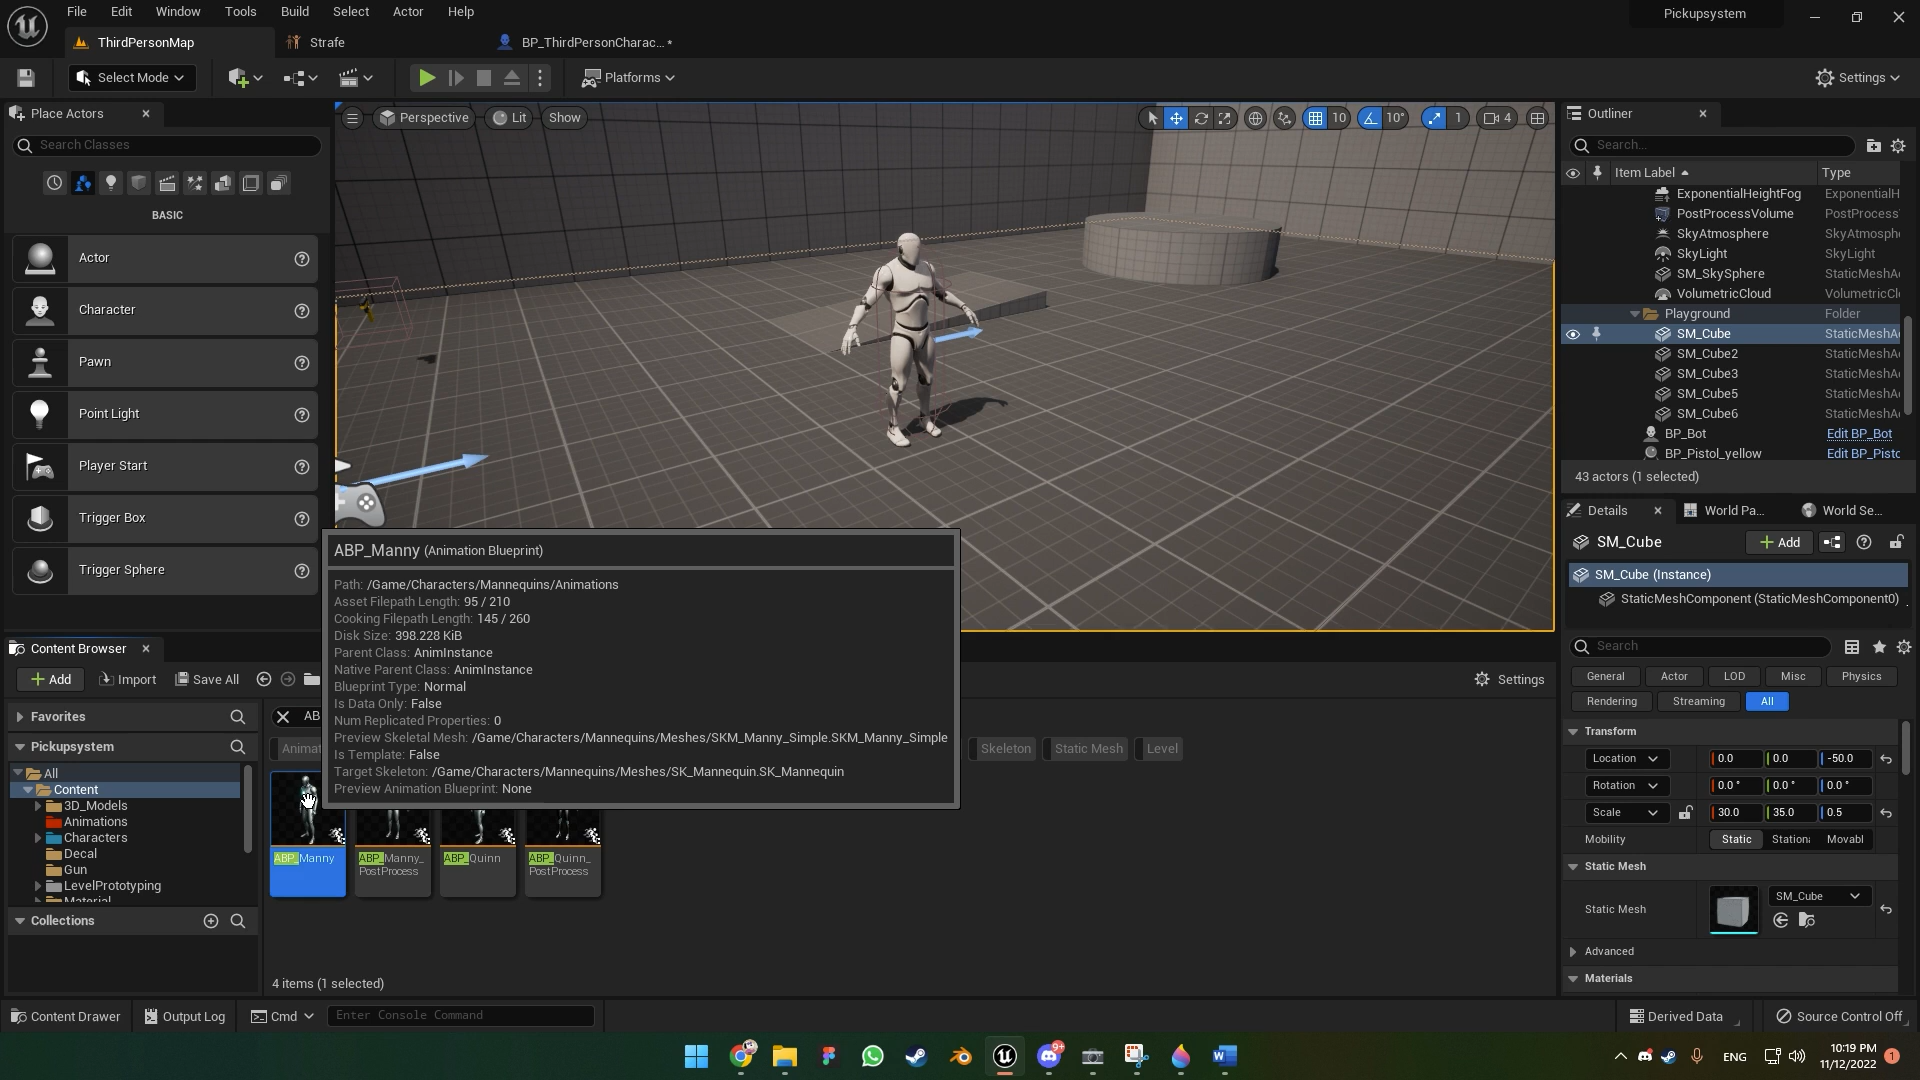 File Edit Window Tools Build Select Actor Help
Pickupsystem
ThirdPersonMap
Strafe
BP_ThirdPersonCharac... *
Select Mode
Platforms
Settings
Place Actors
Search Classes
BASIC
Actor
Character
Pawn
Point Light
Player Start
Trigger Box
Trigger Sphere
Perspective
Lit
Show
10
10°
1
4
Outliner
Search...
Item Label
Type
ExponentialHeightFog ExponentialH
PostProcessVolume PostProcess
SkyAtmosphere SkyAtmosphe
SkyLight SkyLight
SM_SkySphere StaticMeshA
VolumetricCloud VolumetricCl
Playground Folder
SM_Cube StaticMeshA
SM_Cube2 StaticMeshA
SM_Cube3 StaticMeshA
SM_Cube5 StaticMeshA
SM_Cube6 StaticMeshA
BP_Bot Edit BP_Bot
BP_Pistol_yellow Edit BP_Pisto
43 actors (1 selected)
Details
World Pa...
World Se...
SM_Cube
Add
SM_Cube (Instance)
StaticMeshComponent (StaticMeshComponent0)
Search
General Actor LOD Misc Physics
Rendering Streaming All
Transform
Location 0.0 0.0 -50.0
Rotation 0.0 ° 0.0 ° 0.0 °
Scale 30.0 35.0 0.5
Mobility Static Station Movabl
Static Mesh
Static Mesh SM_Cube
Advanced
Materials
ABP_Manny (Animation Blueprint)
Path: /Game/Characters/Mannequins/Animations
Asset Filepath Length: 95 / 210
Cooking Filepath Length: 145 / 260
Disk Size: 398.228 KiB
Parent Class: AnimInstance
Native Parent Class: AnimInstance
Blueprint Type: Normal
Is Data Only: False
Num Replicated Properties: 0
Preview Skeletal Mesh: /Game/Characters/Mannequins/Meshes/SKM_Manny_Simple.SKM_Manny_Simple
Is Template: False
Target Skeleton: /Game/Characters/Mannequins/Meshes/SK_Mannequin.SK_Mannequin
Preview Animation Blueprint: None
Content Browser
Add
Import
Save All
Settings
Favorites
Pickupsystem
All
Content
3D_Models
Animations
Characters
Decal
Gun
LevelPrototyping
Material
Collections
AB
Animat
Skeleton
Static Mesh
Level
ABP_Manny
ABP_Manny_
PostProcess
ABP_Quinn
ABP_Quinn_
PostProcess
4 items (1 selected)
Content Drawer
Output Log
Cmd
Enter Console Command
Derived Data
Source Control Off
9+
ENG
10:19 PM
11/12/2022
1